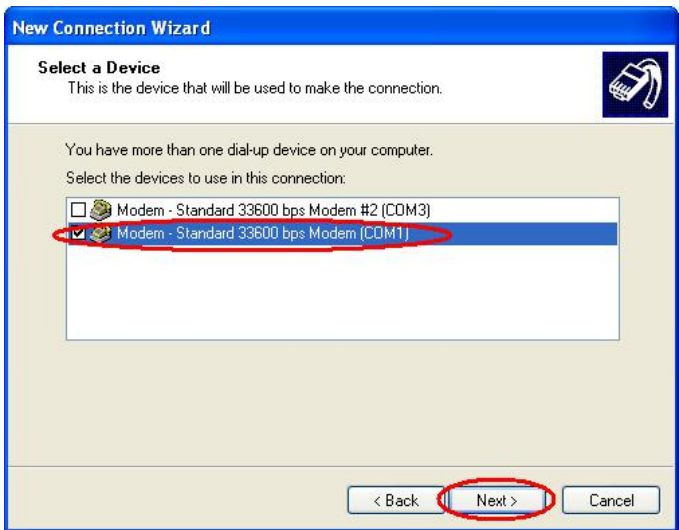 New Connection Wizard
Select a Device
This is the device that will be used to make the connection.
You have more than one dial-up device on your computer.
Select the devices to use in this connection:
Modem - Standard 33600 bps Modem #2 (COM3)
Modem - Standard 33600 bps Modem (COM1)
< Back Next > Cancel